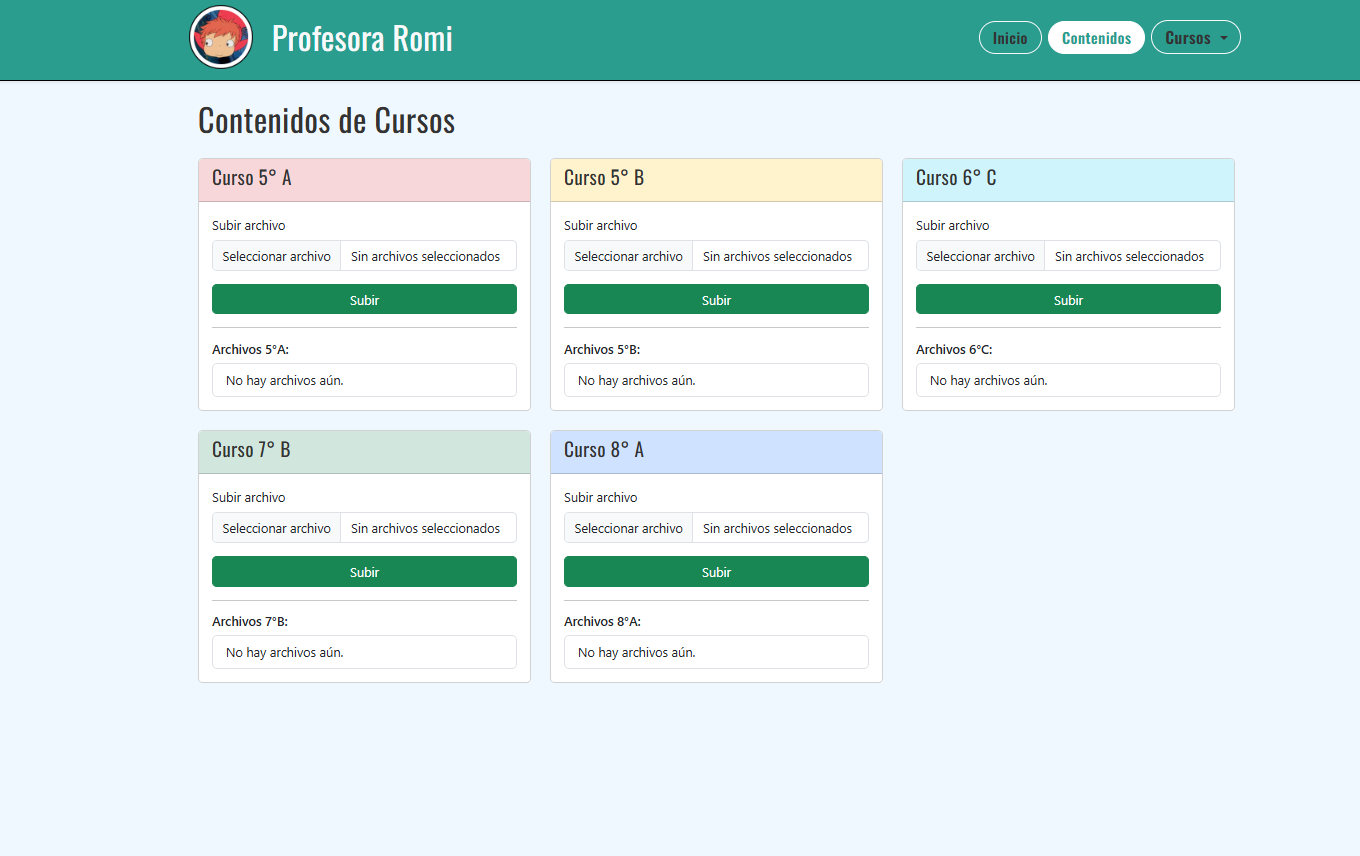 Profesora Romi
Inicio
Contenidos
Cursos
Contenidos de Cursos
Curso 5° A
Subir archivo
Seleccionar archivo
Sin archivos seleccionados
Subir
Archivos 5°A:
No hay archivos aún.
Curso 5° B
Subir archivo
Seleccionar archivo
Sin archivos seleccionados
Subir
Archivos 5°B:
No hay archivos aún.
Curso 6° C
Subir archivo
Seleccionar archivo
Sin archivos seleccionados
Subir
Archivos 6°C:
No hay archivos aún.
Curso 7° B
Subir archivo
Seleccionar archivo
Sin archivos seleccionados
Subir
Archivos 7°B:
No hay archivos aún.
Curso 8° A
Subir archivo
Seleccionar archivo
Sin archivos seleccionados
Subir
Archivos 8°A:
No hay archivos aún.